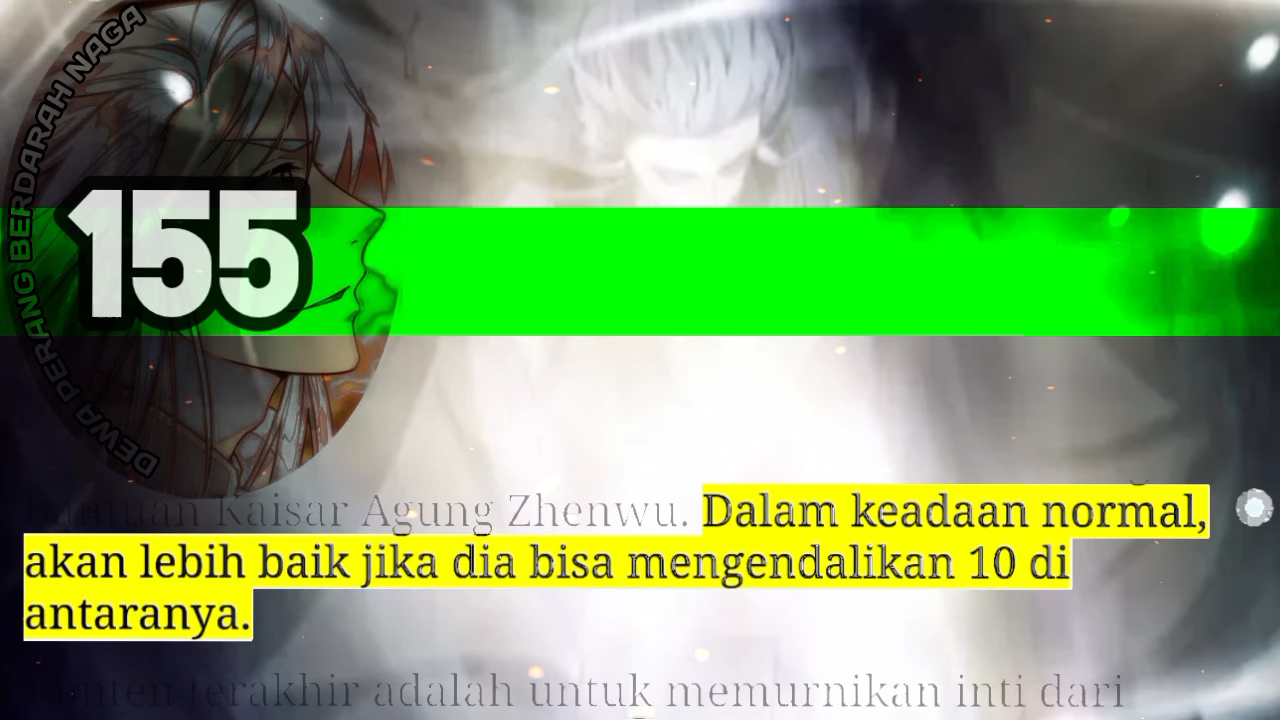 DEWA PERANG BERDARAH NAGA
155
Kaisar Agung Zhenwu. Dalam keadaan normal,
akan lebih baik jika dia bisa mengendalikan 10 di
antaranya.
terakhir adalah untuk memurnikan inti dari